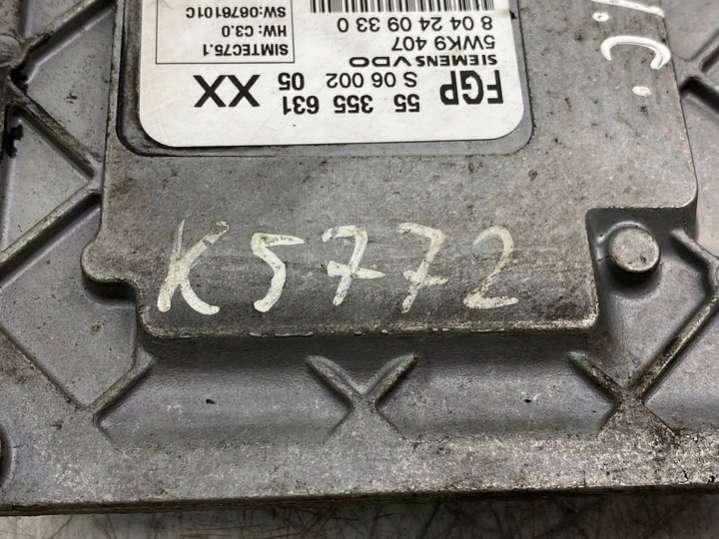 SIMTEC75.1
HW: C3.0
SW:0676101C
SIEMENS VDO
5WK9 407
8 04 24 09 33 0
FGP
55 355 631
S 06 002 05
XX
K5772
.C.